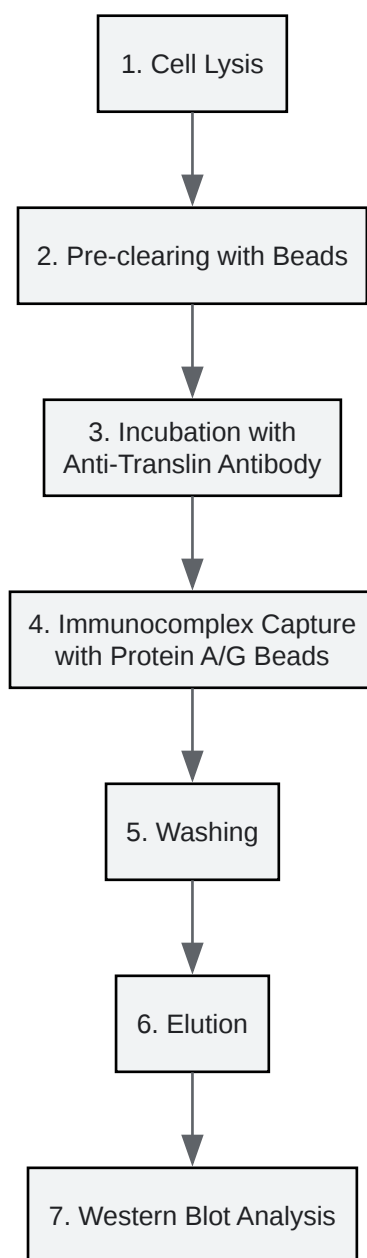 1. Cell Lysis
2. Pre-clearing with Beads
3. Incubation with
Anti-Translin Antibody
4. Immunocomplex Capture
with Protein A/G Beads
5. Washing
6. Elution
7. Western Blot Analysis